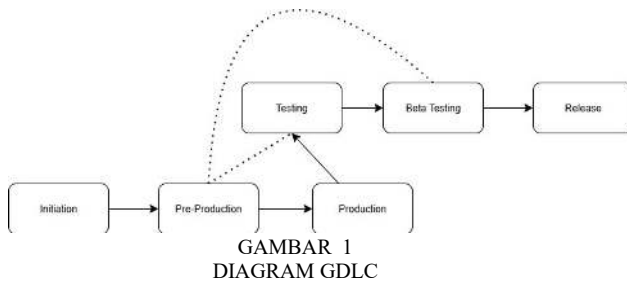 Testing
Beta Testing
Release
Initiation
Pre-Production
Production
GAMBAR 1
DIAGRAM GDLC